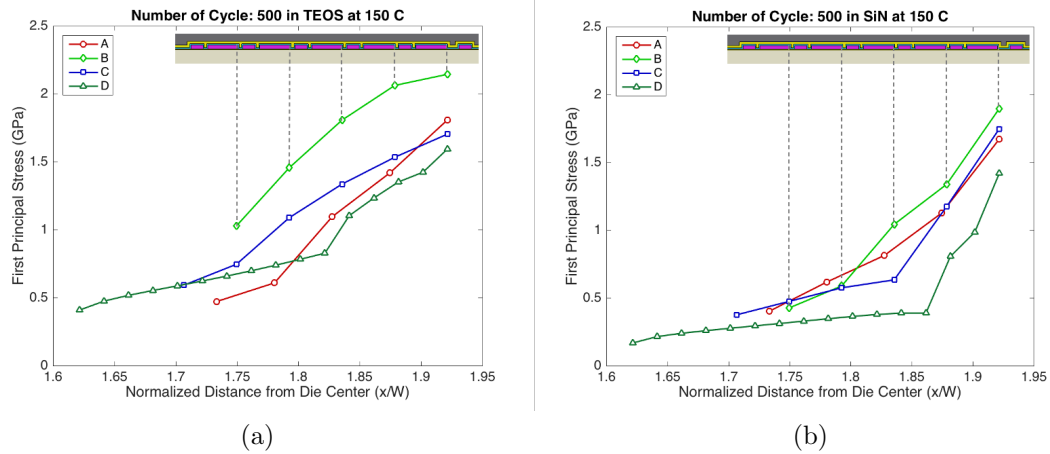 Number of Cycle: 500 in TEOS at 150 C
A
B
C
D
First Principal Stress (GPa)
2.5
2
1.5
1
0.5
0
1.6
1.65
1.7
1.75
1.8
1.85
1.9
1.95
Normalized Distance from Die Center (x/W)
(a)
Number of Cycle: 500 in SiN at 150 C
A
B
C
D
First Principal Stress (GPa)
2.5
2
1.5
1
0.5
0
1.6
1.65
1.7
1.75
1.8
1.85
1.9
1.95
Normalized Distance from Die Center (x/W)
(b)